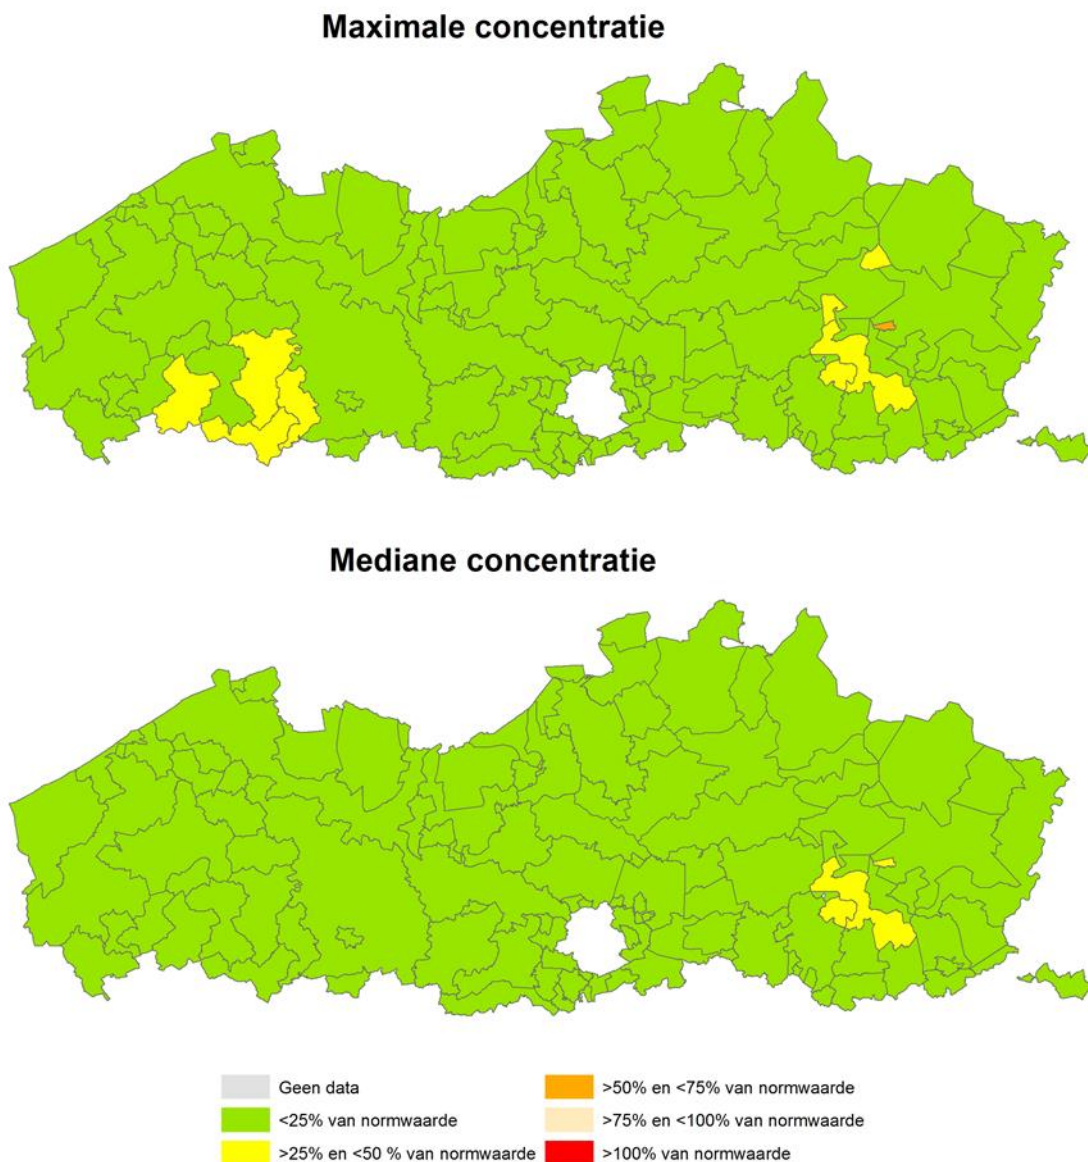 Maximale concentratie
Mediane concentratie
Geen data
<25% van normwaarde
>25% en <50 % van normwaarde
>50% en <75% van normwaarde
>75% en <100% van normwaarde
>100% van normwaarde